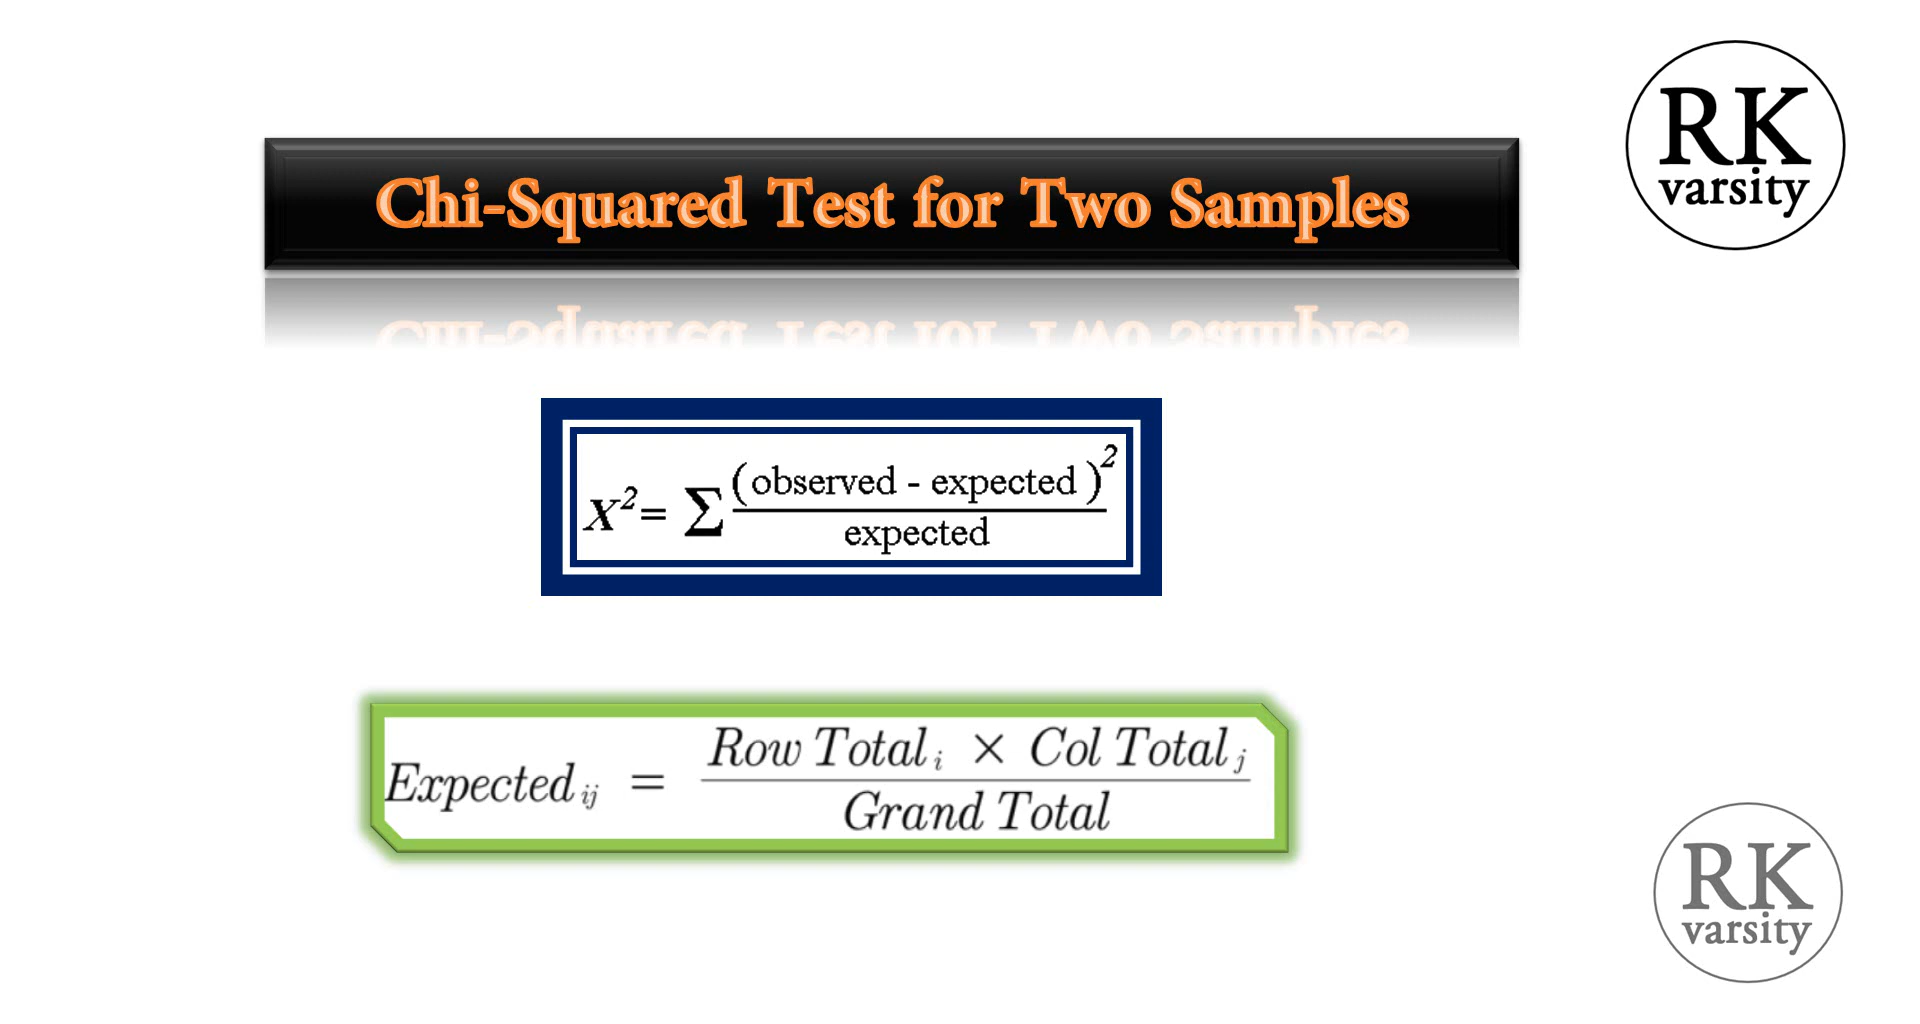 RK
varsity
Chi-Squared Test for Two Samples
X²= ∑ (observed - expected)² / expected
Expected ij = Row Total i × Col Total j / Grand Total
RK
varsity